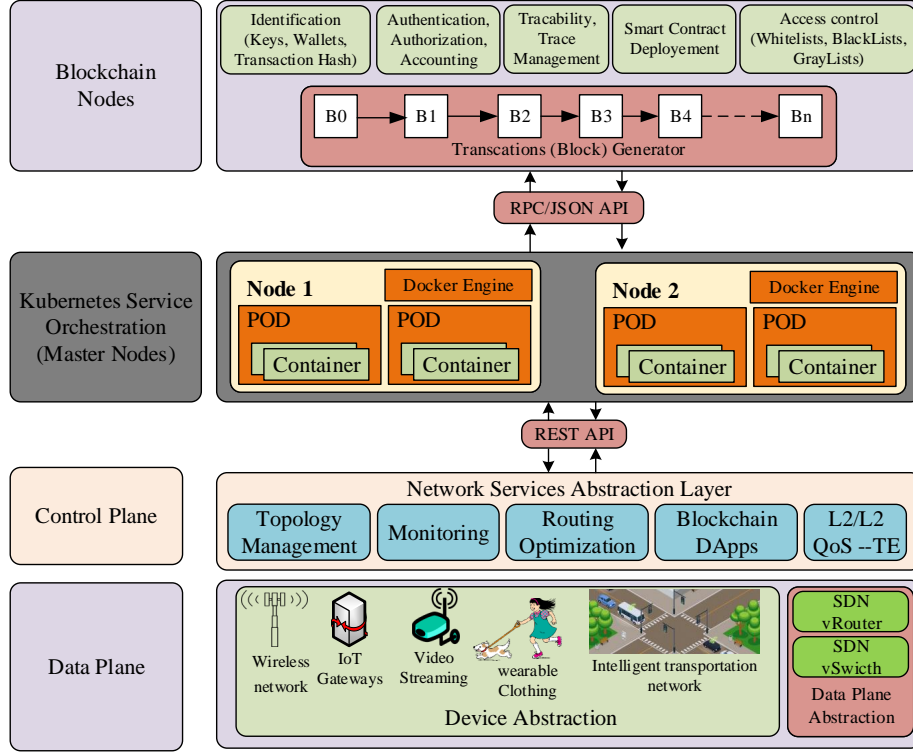 Blockchain
Nodes
Identification
(Keys, Wallets,
Transaction Hash)
Authentication,
Authorization,
Accounting
Tracability,
Trace
Management
Smart Contract
Deployement
Access control
(Whitelists, BlackLists,
GrayLists)
B0
B1
B2
B3
B4
Bn
Transcations (Block) Generator
RPC/JSON API
Kubernetes Service
Orchestration
(Master Nodes)
Node 1
Docker Engine
POD
Container
POD
Container
Node 2
Docker Engine
POD
Container
POD
Container
REST API
Control Plane
Network Services Abstraction Layer
Topology
Management
Monitoring
Routing
Optimization
Blockchain
DApps
L2/L2
QoS --TE
Data Plane
Wireless
network
IoT
Gateways
Video
Streaming
wearable
Clothing
Intelligent transportation
network
Device Abstraction
SDN
vRouter
SDN
vSwicth
Data Plane
Abstraction